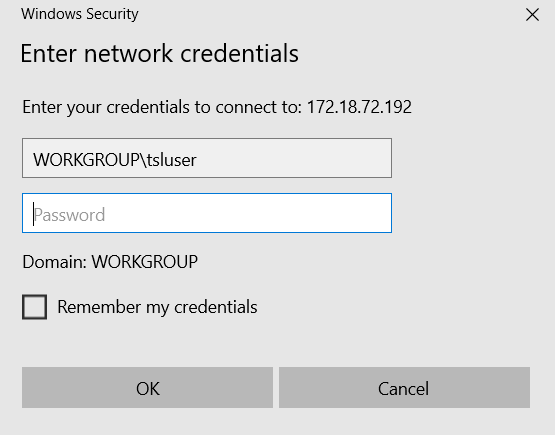 Windows Security
Enter network credentials
Enter your credentials to connect to: 172.18.72.192
WORKGROUP\tsluser
Password
Domain: WORKGROUP
Remember my credentials
OK
Cancel